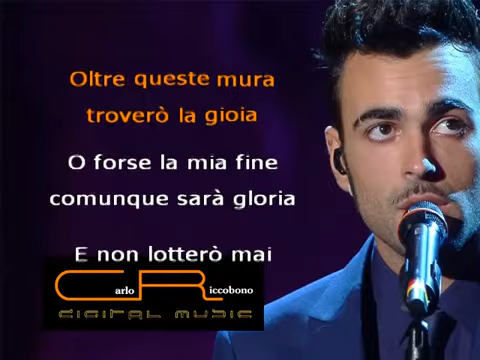 Oltre queste mura
troverò la gioia
O forse la mia fine
comunque sarà gloria
E non lotterò mai
Carlo Riccobono
DIGITAL MUSIC